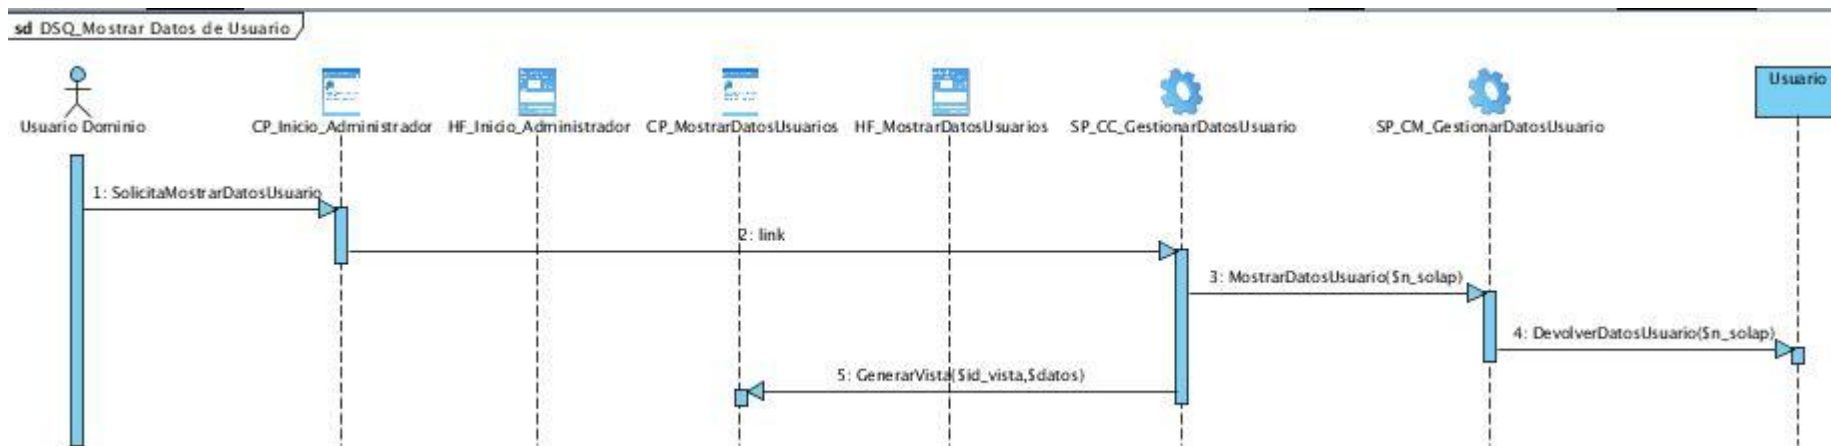 sd DSQ_Mostrar Datos de Usuario
Usuario
Usuario Dominio
CP_Inicio_Administrador
HF_Inicio_Administrador
CP_MostrarDatosUsuarios
HF_MostrarDatosUsuarios
SP_CC_GestionarDatosUsuario
SP_CM_GestionarDatosUsuario
1: SolicitaMostrarDatosUsuario
2: link
3: MostrarDatosUsuario($n_solap)
4: DevolverDatosUsuario($n_solap)
5: GenerarVista($id_vista,$datos)